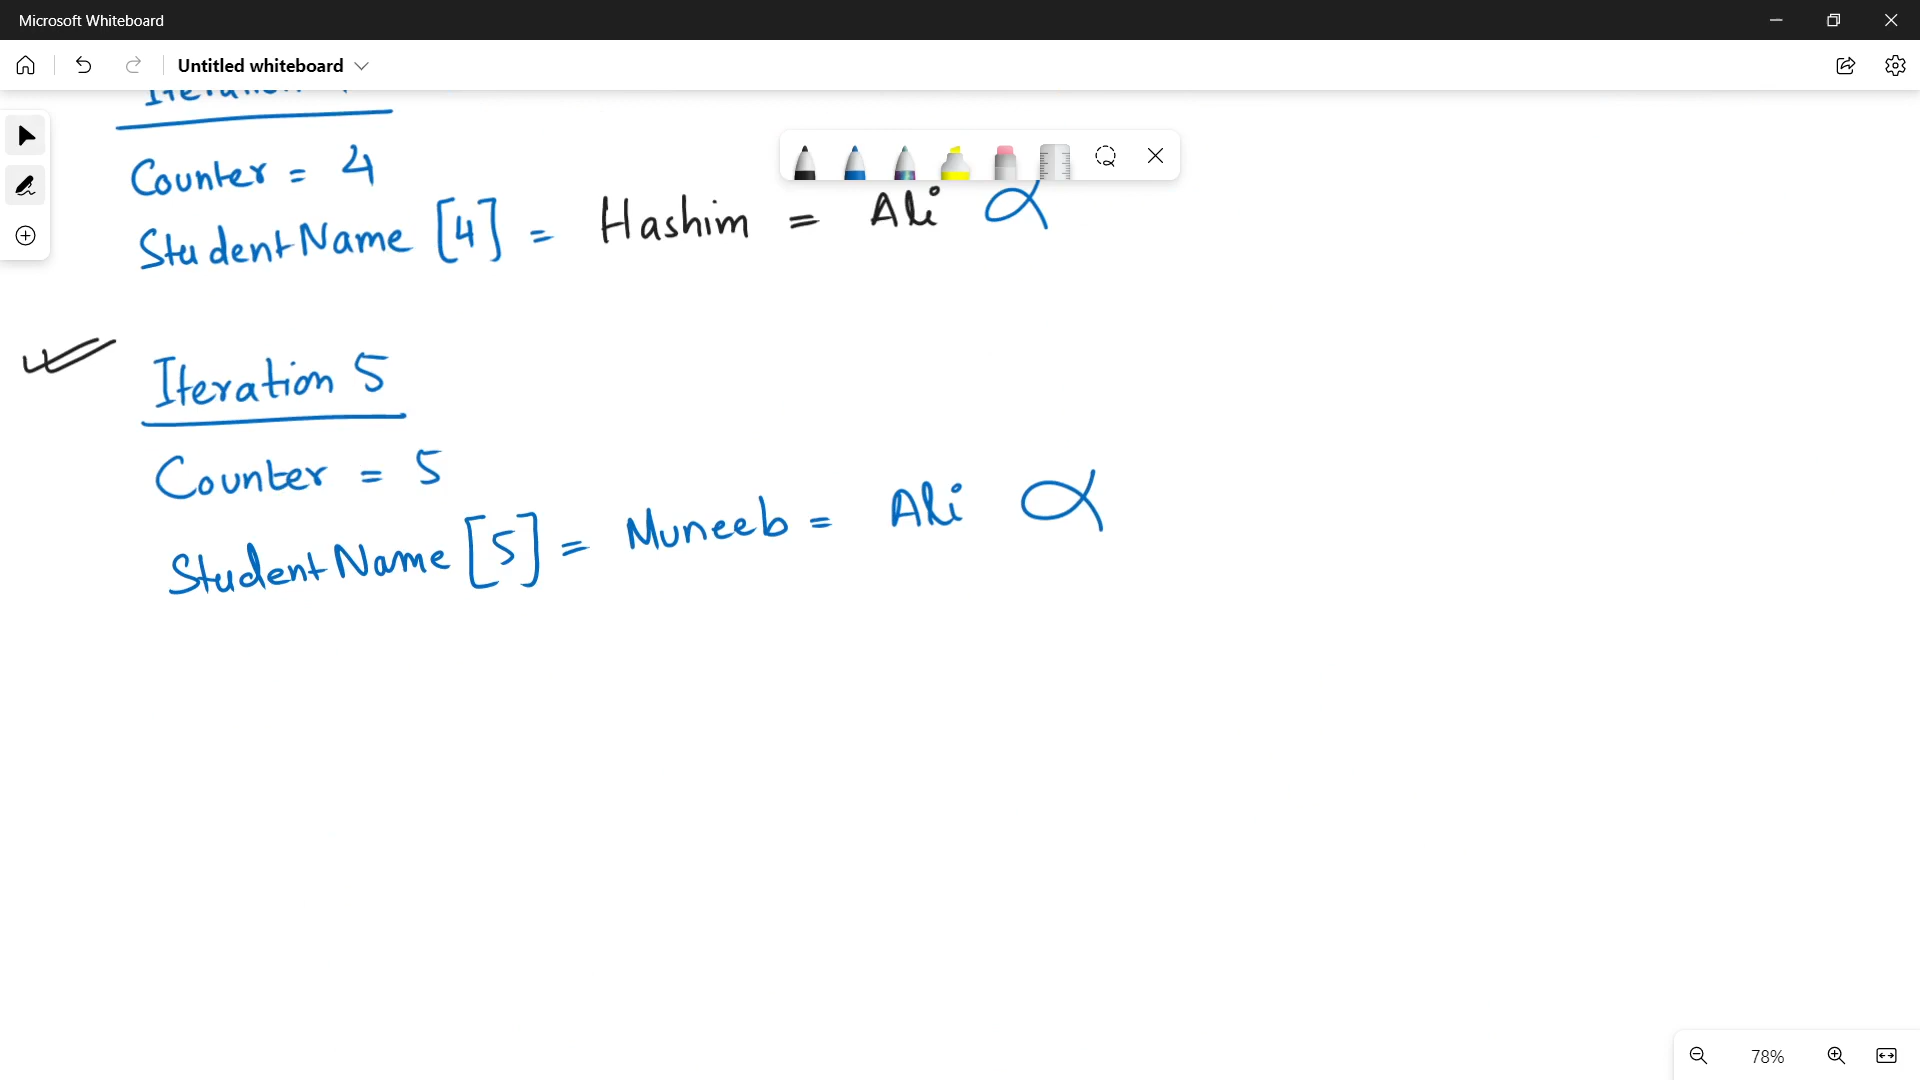 Microsoft Whiteboard
Untitled whiteboard
Counter = 4
StudentName [4] = Hashim = Ali
Iteration 5
Counter = 5
StudentName [5] = Muneeb = Ali
78%